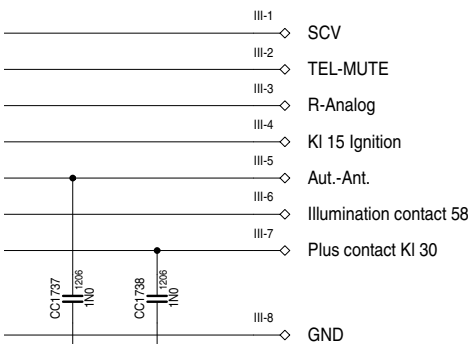 III-1
SCV
III-2
TEL-MUTE
III-3
R-Analog
III-4
Kl 15 Ignition
III-5
Aut.-Ant.
III-6
Illumination contact 58
III-7
Plus contact Kl 30
CC1737
1206
1N0
CC1738
1206
1N0
III-8
GND